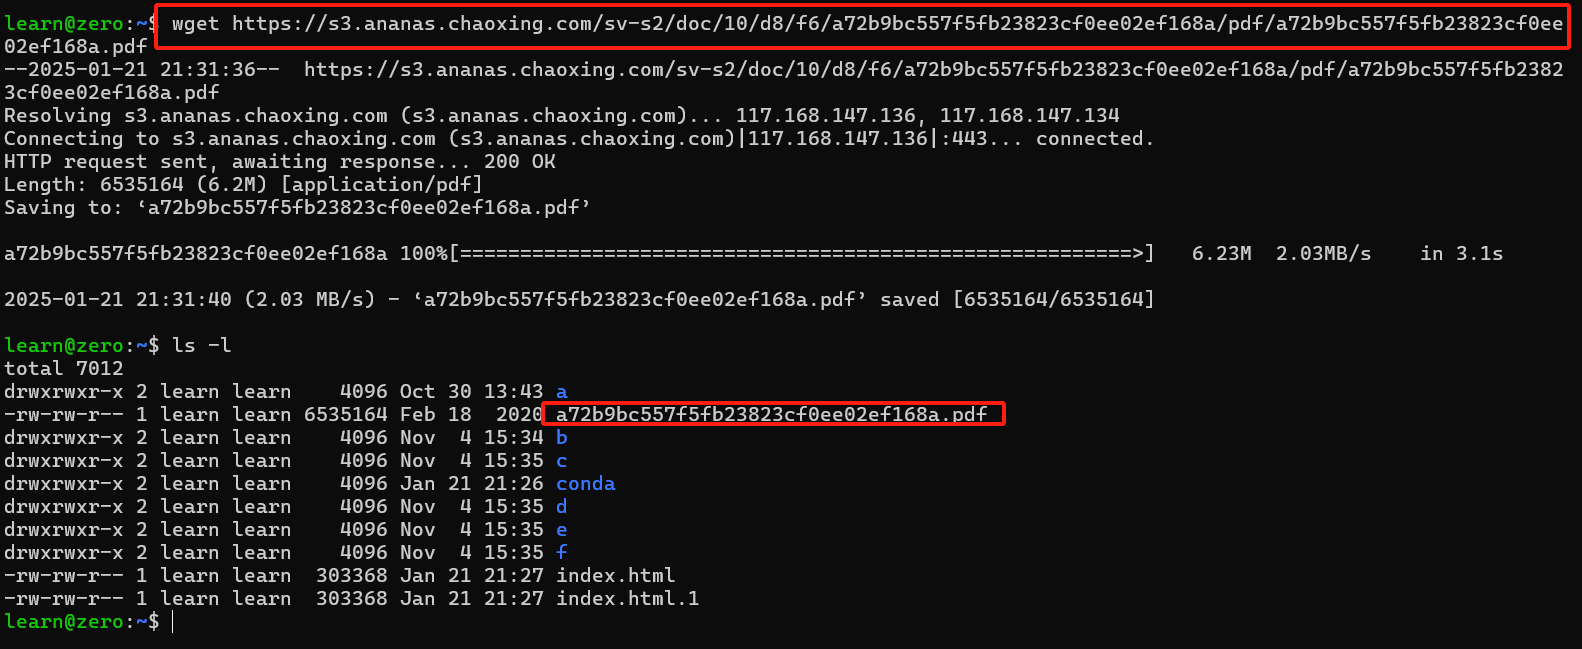 learn@zero:~$ wget https://s3.ananas.chaoxing.com/sv-s2/doc/10/d8/f6/a72b9bc557f5fb23823cf0ee02ef168a/pdf/a72b9bc557f5fb23823cf0ee
02ef168a.pdf
--2025-01-21 21:31:36--  https://s3.ananas.chaoxing.com/sv-s2/doc/10/d8/f6/a72b9bc557f5fb23823cf0ee02ef168a/pdf/a72b9bc557f5fb2382
3cf0ee02ef168a.pdf
Resolving s3.ananas.chaoxing.com (s3.ananas.chaoxing.com)... 117.168.147.136, 117.168.147.134
Connecting to s3.ananas.chaoxing.com (s3.ananas.chaoxing.com)|117.168.147.136|:443... connected.
HTTP request sent, awaiting response... 200 OK
Length: 6535164 (6.2M) [application/pdf]
Saving to: ‘a72b9bc557f5fb23823cf0ee02ef168a.pdf’
a72b9bc557f5fb23823cf0ee02ef168a 100%[========================================================>]   6.23M  2.03MB/s    in 3.1s
2025-01-21 21:31:40 (2.03 MB/s) - ‘a72b9bc557f5fb23823cf0ee02ef168a.pdf’ saved [6535164/6535164]
learn@zero:~$ ls -l
total 7012
drwxrwxr-x 2 learn learn    4096 Oct 30 13:43 a
-rw-rw-r-- 1 learn learn 6535164 Feb 18  2020 a72b9bc557f5fb23823cf0ee02ef168a.pdf
drwxrwxr-x 2 learn learn    4096 Nov  4 15:34 b
drwxrwxr-x 2 learn learn    4096 Nov  4 15:35 c
drwxrwxr-x 2 learn learn    4096 Jan 21 21:26 conda
drwxrwxr-x 2 learn learn    4096 Nov  4 15:35 d
drwxrwxr-x 2 learn learn    4096 Nov  4 15:35 e
drwxrwxr-x 2 learn learn    4096 Nov  4 15:35 f
-rw-rw-r-- 1 learn learn  303368 Jan 21 21:27 index.html
-rw-rw-r-- 1 learn learn  303368 Jan 21 21:27 index.html.1
learn@zero:~$